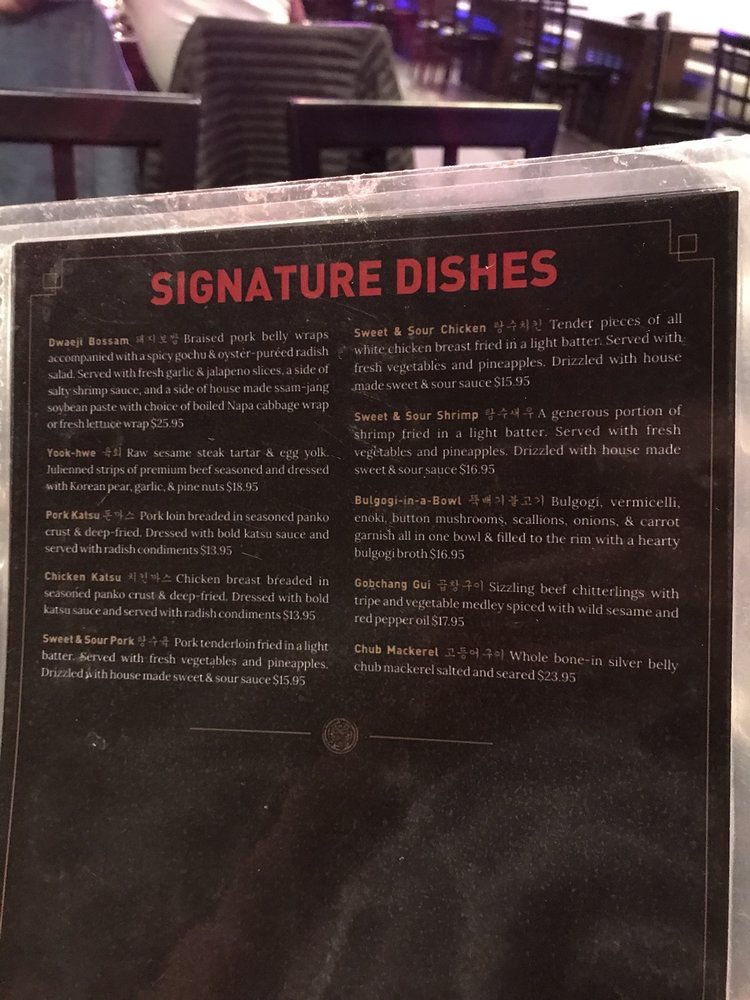 SIGNATURE DISHES
Dwaeji Bossam 돼지보쌈 Braised pork belly wraps
accompanied with a spicy gochu & oyster-puréed radish
salad. Served with fresh garlic & jalapeno slices, a side of
salty shrimp sauce, and a side of house made ssam-jang
soybean paste with choice of boiled Napa cabbage wrap
or fresh lettuce wrap $25.95
Yook-hwe 육회 Raw sesame steak tartar & egg yolk.
Julienned strips of premium beef seasoned and dressed
with Korean pear, garlic, & pine nuts $18.95
Pork Katsu 돈까스 Pork loin breaded in seasoned panko
crust & deep-fried. Dressed with bold katsu sauce and
served with radish condiments $13.95
Chicken Katsu 치킨까스 Chicken breast breaded in
seasoned panko crust & deep-fried. Dressed with bold
katsu sauce and served with radish condiments $13.95
Sweet & Sour Pork 탕수육 Pork tenderloin fried in a light
batter. Served with fresh vegetables and pineapples.
Drizzled with house made sweet & sour sauce $15.95
Sweet & Sour Chicken 탕수치킨 Tender pieces of all
white chicken breast fried in a light batter. Served with
fresh vegetables and pineapples. Drizzled with house
made sweet & sour sauce $15.95
Sweet & Sour Shrimp 탕수새우 A generous portion of
shrimp fried in a light batter. Served with fresh
vegetables and pineapples. Drizzled with house made
sweet & sour sauce $16.95
Bulgogi-in-a-Bowl 뚝배기불고기 Bulgogi, vermicelli,
enoki, button mushrooms, scallions, onions, & carrot
garnish all in one bowl & filled to the rim with a hearty
bulgogi broth $16.95
Gobchang Gui 곱창구이 Sizzling beef chitterlings with
tripe and vegetable medley spiced with wild sesame and
red pepper oil $17.95
Chub Mackerel 고등어구이 Whole bone-in silver belly
chub mackerel salted and seared $23.95